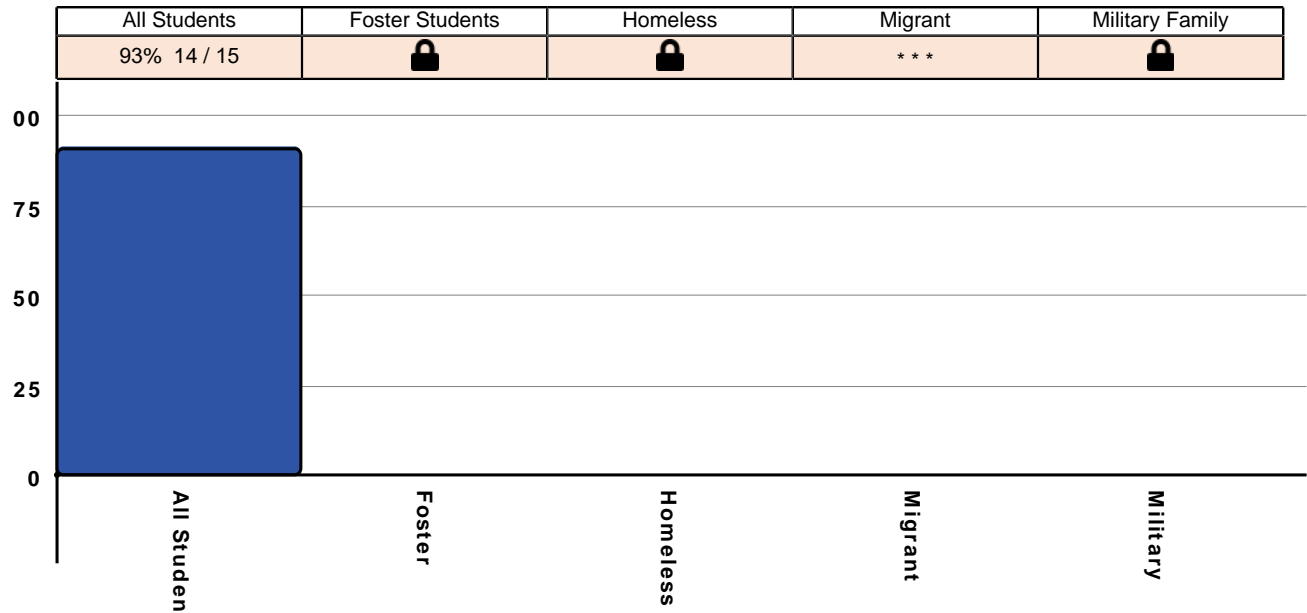 All Students Foster Students Homeless Migrant Military Family
93% 14 / 15 * * *
00
75
50
25
0
All Studen
Foster
Homeless
Migrant
Military